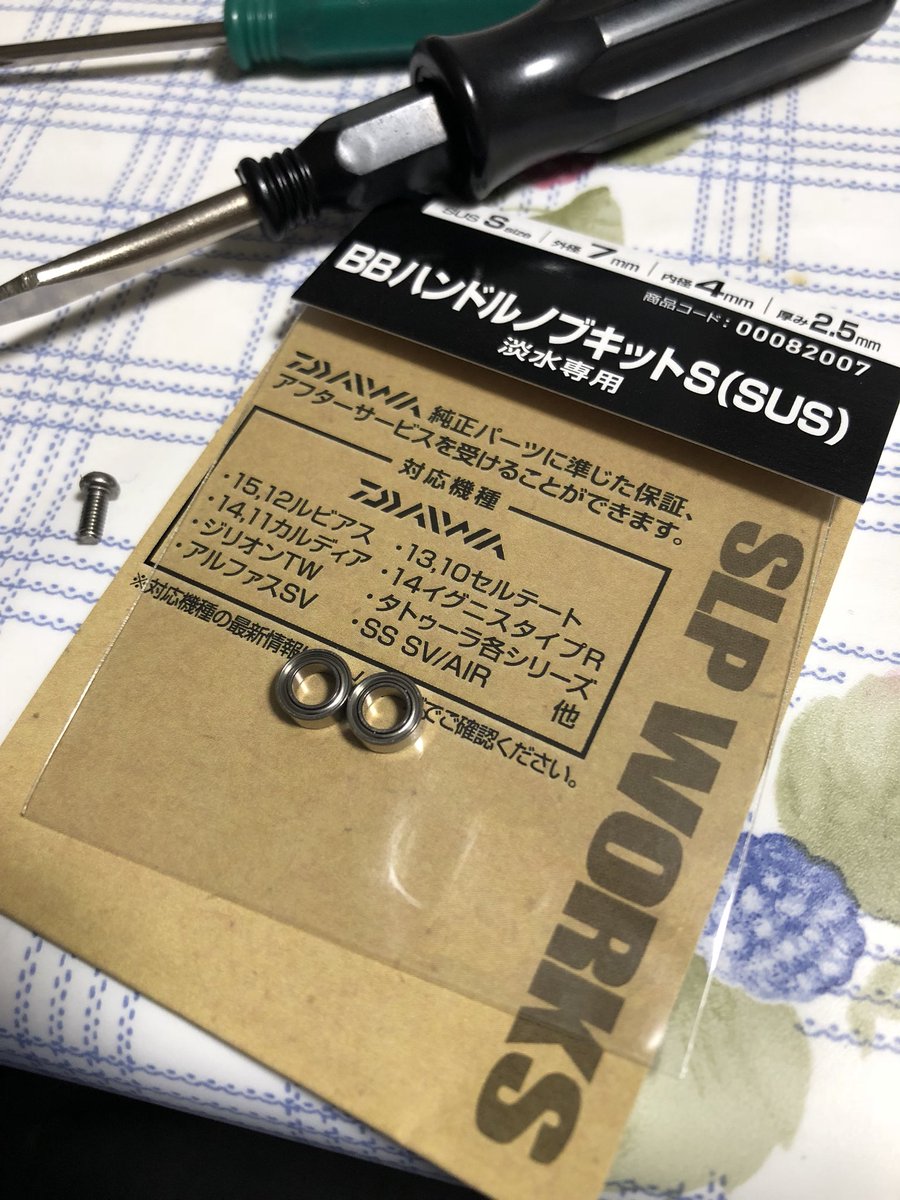 SUS S size | 外径 7mm | 内径 4mm | 厚み 2.5mm
商品コード：00082007
BBハンドルノブキットS(SUS)
淡水専用
DAIWA 純正パーツに準じた保証、
アフターサービスを受けることができます。
対応機種
DAIWA
・15,12ルビアス
・14,11カルディア
・ジリオンTW
・アルファスSV
・13,10セルテート
・14イグニスタイプR
・タトゥーラ各シリーズ
・SS SV/AIR
他
※対応機種の最新情報 でご確認ください。
SLP WORKS